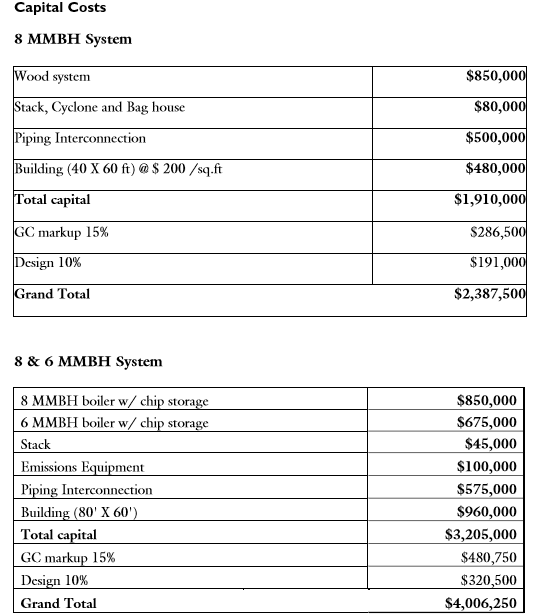 Capital Costs
8 MMBH System
Wood system $850,000
Stack, Cyclone and Bag house $80,000
Piping Interconnection $500,000
Building (40 X 60 ft) @ $ 200 /sq.ft $480,000
Total capital $1,910,000
GC markup 15% $286,500
Design 10% $191,000
Grand Total $2,387,500
8 & 6 MMBH System
8 MMBH boiler w/ chip storage $850,000
6 MMBH boiler w/ chip storage $675,000
Stack $45,000
Emissions Equipment $100,000
Piping Interconnection $575,000
Building (80' X 60') $960,000
Total capital $3,205,000
GC markup 15% $480,750
Design 10% $320,500
Grand Total $4,006,250